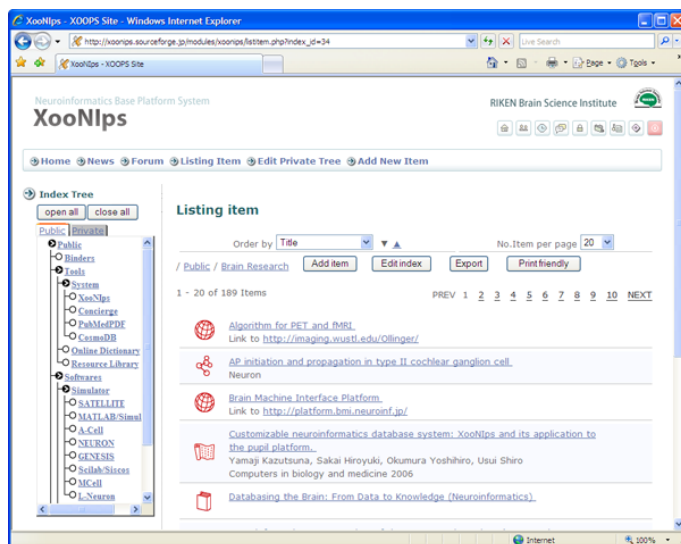 XooNIps - XOOPS Site - Windows Internet Explorer
http://xoonips.sourceforge.jp/modules/xoonips/listitem.php?index_id=34
Live Search
XooNIps - XOOPS Site
Page
Tools
Neuroinformatics Base Platform System
XooNIps
RIKEN Brain Science Institute
Home News Forum Listing Item Edit Private Tree Add New Item
Index Tree
open all close all
Public Private
Public
Binders
Tools
System
XooNIps
Concierge
PubMedPDF
CosmoDB
Online Dictionary
Resource Library
Softwares
Simulator
SATELLITE
MATLAB/Simul
A-Cell
NEURON
GENESIS
Scilab/Sixcos
MCell
L-Neuron
Listing item
Order by Title ▼ ▲ No.Item per page 20
/ Public / Brain Research Add item Edit index Export Print friendly
1 - 20 of 189 Items PREV 1 2 3 4 5 6 7 8 9 10 NEXT
Algorithm for PET and fMRI.
Link to http://imaging.wustl.edu/Ollinger/
AP initiation and propagation in type II cochlear ganglion cell
Neuron
Brain Machine Interface Platform
Link to http://platform.bmi.neuroinf.jp/
Customizable neuroinformatics database system: XooNIps and its application to
the pupil platform.
Yamaji Kazutsuna, Sakai Hiroyuki, Okumura Yoshihiro, Usui Shiro
Computers in biology and medicine 2006
Databasing the Brain: From Data to Knowledge (Neuroinformatics)
Internet 100%